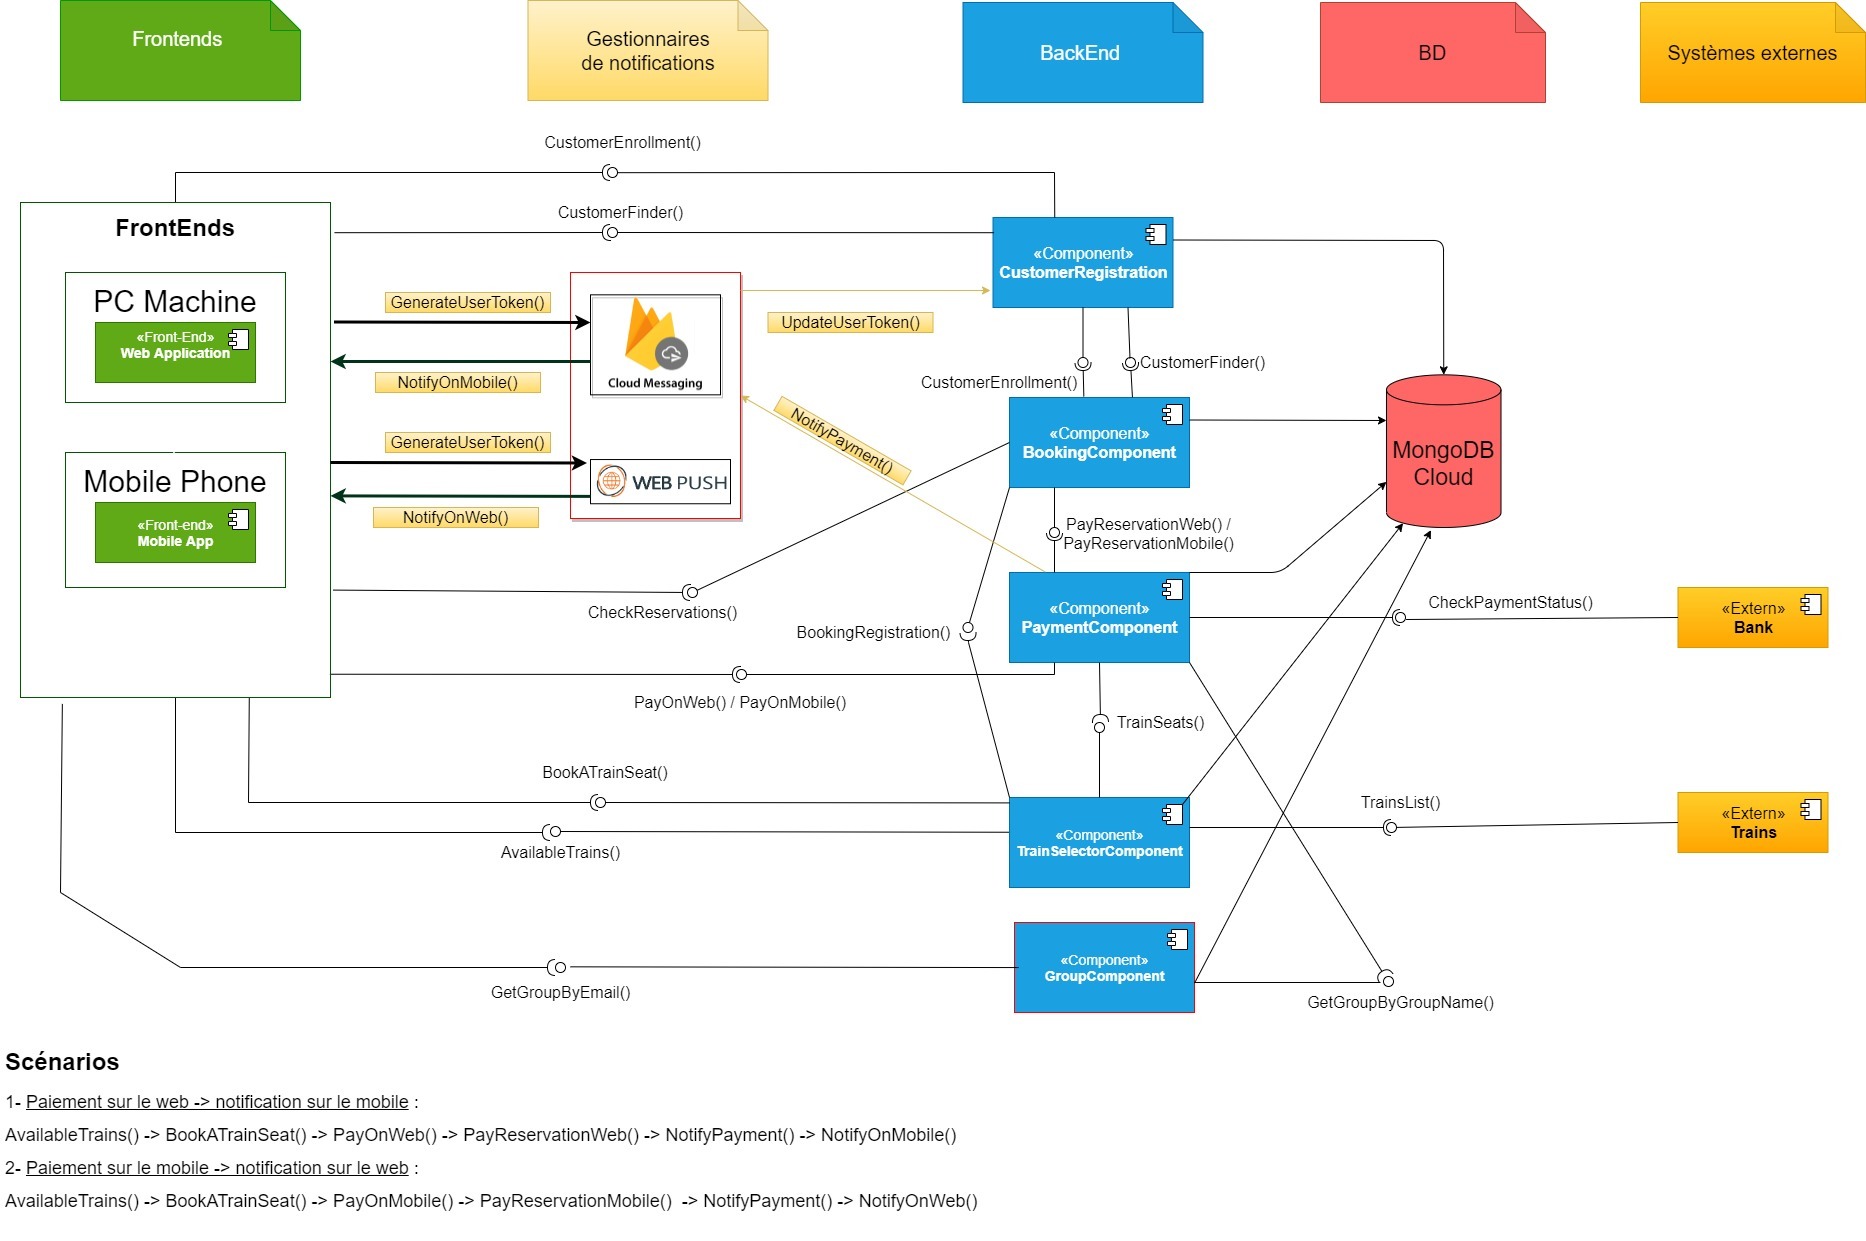 Frontends
Gestionnaires
de notifications
BackEnd
BD
Systèmes externes
CustomerEnrollment()
CustomerFinder()
FrontEnds
PC Machine
«Front-End»
Web Application
Mobile Phone
«Front-end»
Mobile App
GenerateUserToken()
NotifyOnMobile()
GenerateUserToken()
NotifyOnWeb()
Cloud Messaging
WEB PUSH
UpdateUserToken()
NotifyPayment()
«Component»
CustomerRegistration
CustomerEnrollment()
CustomerFinder()
«Component»
BookingComponent
MongoDB
Cloud
PayReservationWeb() /
PayReservationMobile()
CheckReservations()
BookingRegistration()
«Component»
PaymentComponent
CheckPaymentStatus()
«Extern»
Bank
PayOnWeb() / PayOnMobile()
TrainSeats()
BookATrainSeat()
AvailableTrains()
«Component»
TrainSelectorComponent
TrainsList()
«Extern»
Trains
«Component»
GroupComponent
GetGroupByEmail()
GetGroupByGroupName()
Scénarios
1- Paiement sur le web -> notification sur le mobile :
AvailableTrains() -> BookATrainSeat() -> PayOnWeb() -> PayReservationWeb() -> NotifyPayment() -> NotifyOnMobile()
2- Paiement sur le mobile -> notification sur le web :
AvailableTrains() -> BookATrainSeat() -> PayOnMobile() -> PayReservationMobile() -> NotifyPayment() -> NotifyOnWeb()